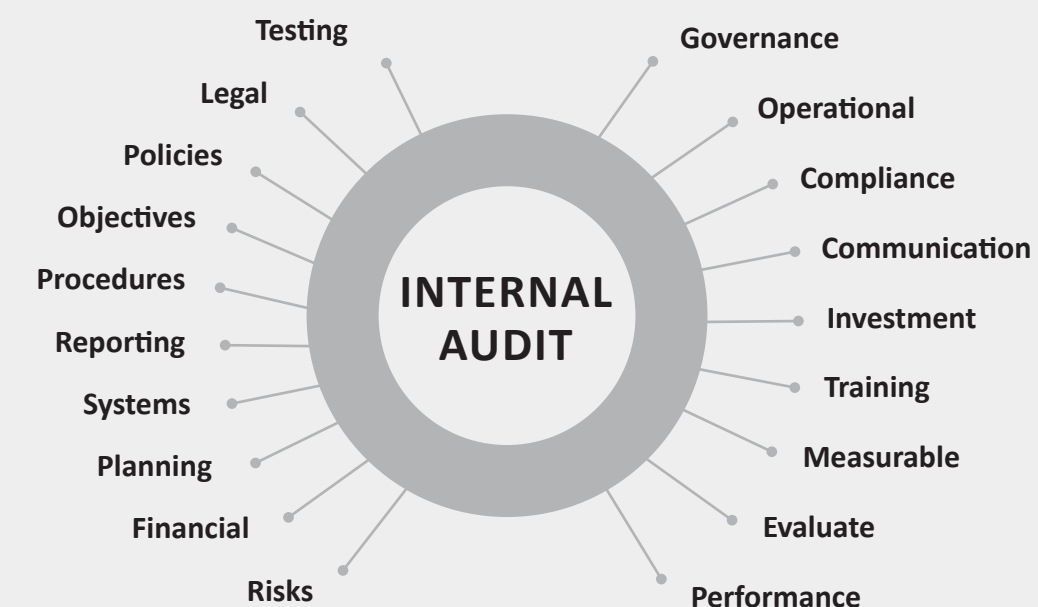 Testing
Legal
Policies
Objectives
Procedures
Reporting
Systems
Planning
Financial
Risks
INTERNAL
AUDIT
Governance
Operational
Compliance
Communication
Investment
Training
Measurable
Evaluate
Performance